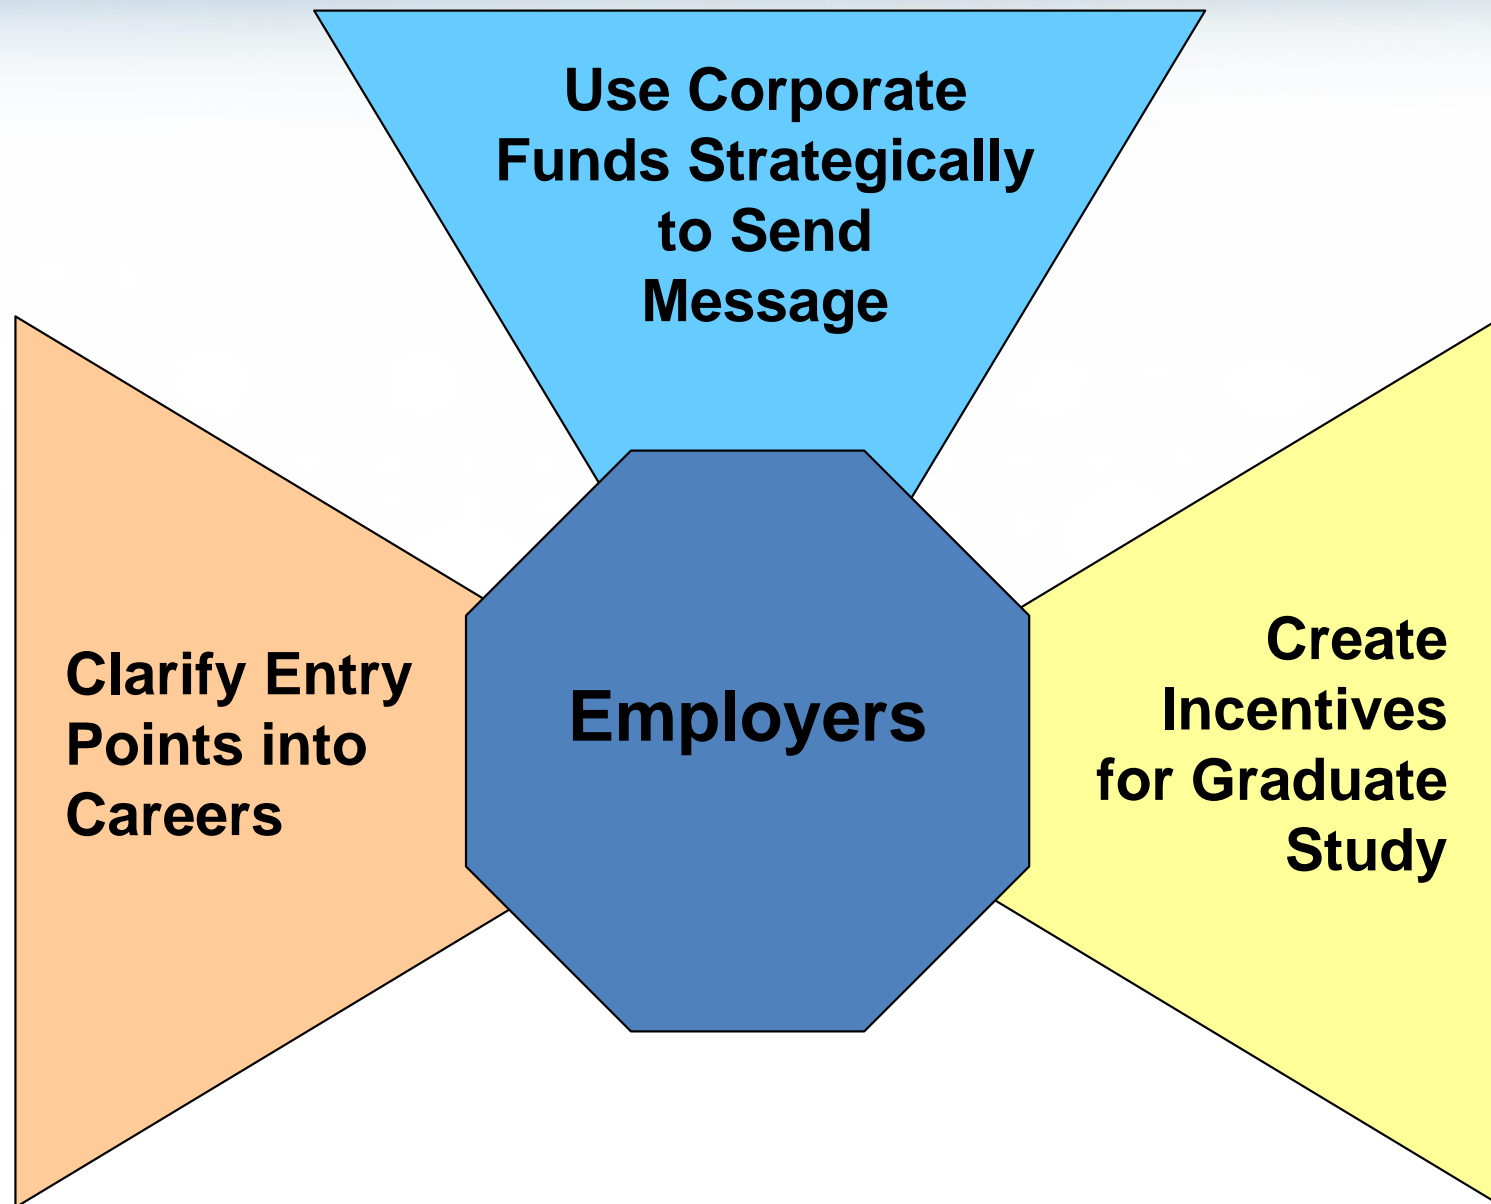 Use Corporate
Funds Strategically
to Send
Message
Clarify Entry
Points into
Careers
Employers
Create
Incentives
for Graduate
Study